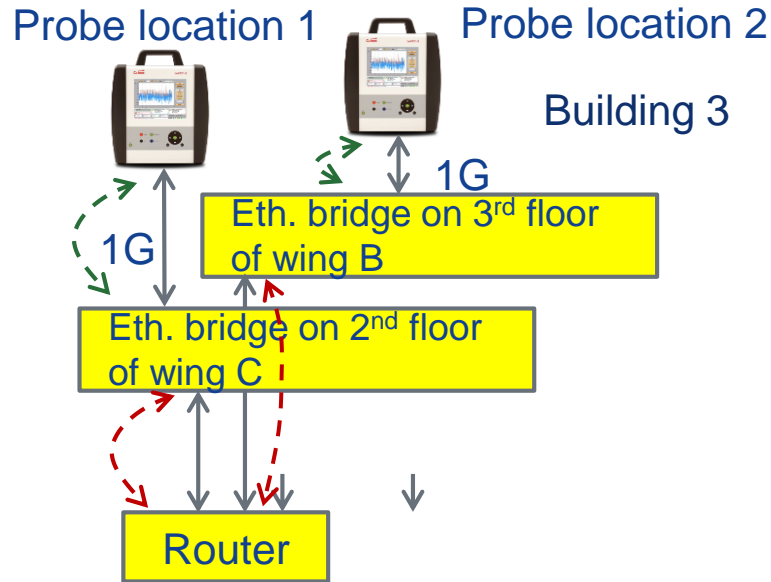 Probe location 1
Probe location 2
Building 3
1G
Eth. bridge on 3rd floor
of wing B
1G
Eth. bridge on 2nd floor
of wing C
Router